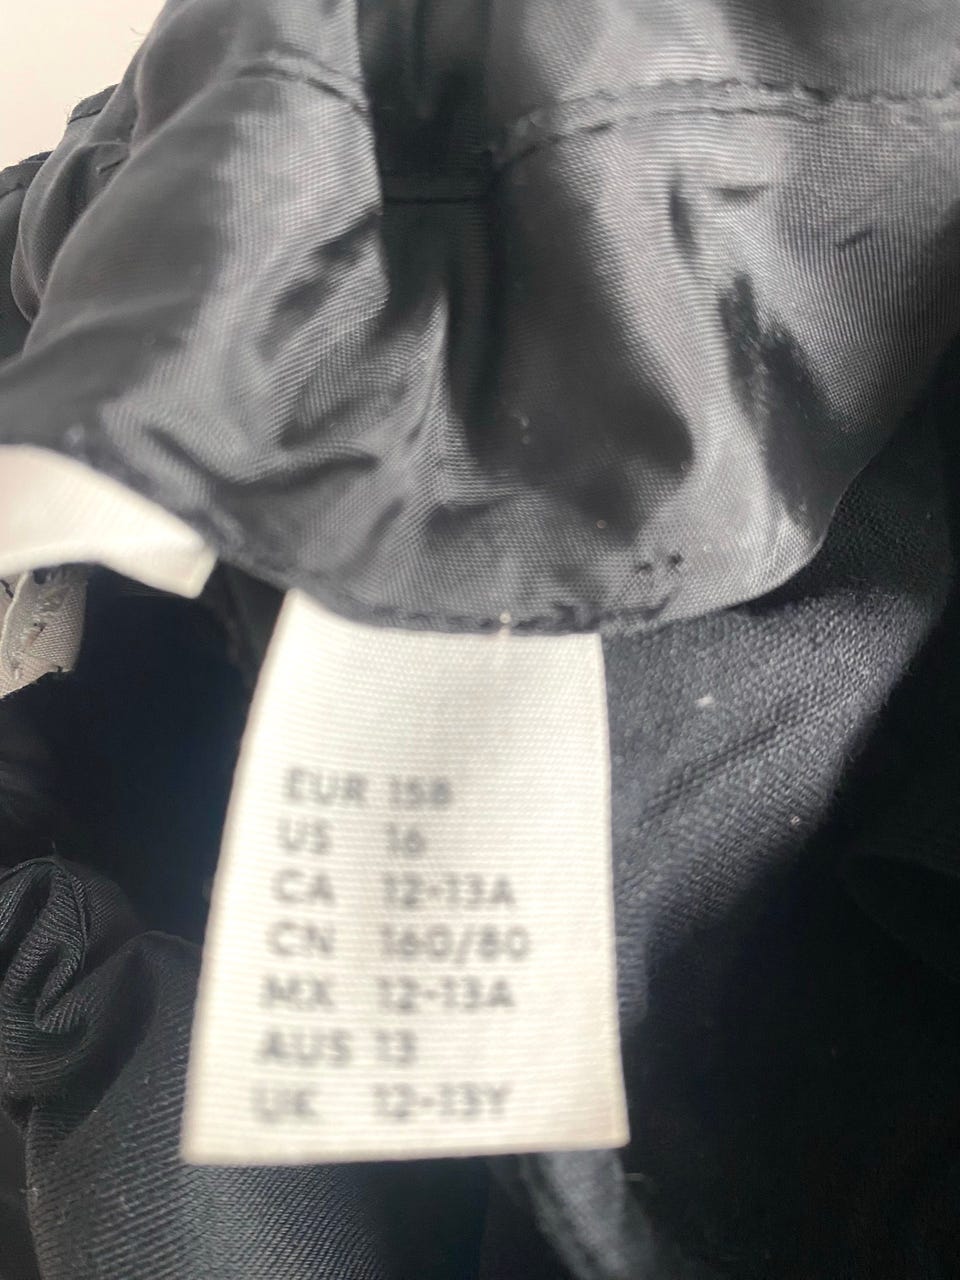 EUR 158
US 16
CA 12-13A
CN 160/80
MX 12-13A
AUS 13
UK 12-13Y